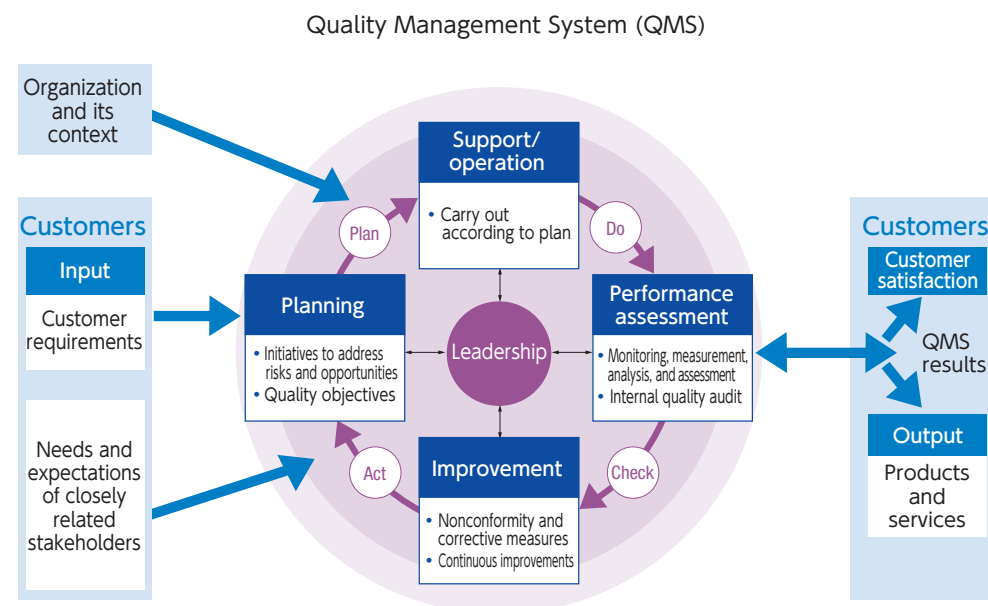 Quality Management System (QMS)
Organization
and its
context
Customers
Input
Customer
requirements
Needs and
expectations
of closely
related
stakeholders
Plan
Support/
operation
• Carry out
according to plan
Do
Planning
• Initiatives to address
risks and opportunities
• Quality objectives
Leadership
Performance
assessment
• Monitoring, measurement,
analysis, and assessment
• Internal quality audit
Act
Improvement
• Nonconformity and
corrective measures
• Continuous improvements
Check
Customers
Customer
satisfaction
QMS
results
Output
Products
and
services